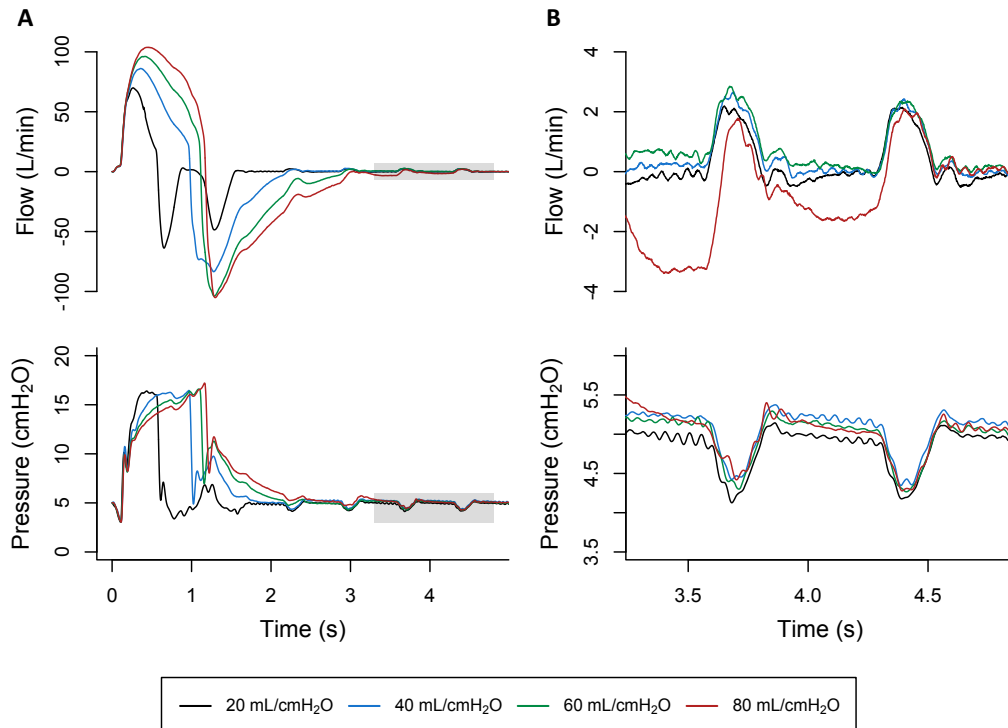 A
B
Flow (L/min)
100
50
0
-50
-100
Flow (L/min)
4
2
0
-2
-4
Pressure (cmH₂O)
20
15
10
5
0
Pressure (cmH₂O)
5.5
4.5
3.5
0 1 2 3 4
Time (s)
3.5 4.0 4.5
Time (s)
20 mL/cmH₂O 40 mL/cmH₂O 60 mL/cmH₂O 80 mL/cmH₂O